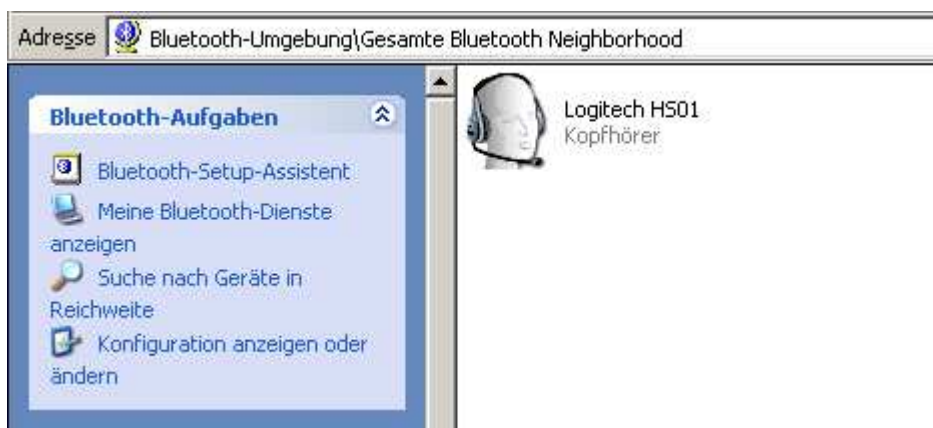 Adresse Bluetooth-Umgebung\Gesamte Bluetooth Neighborhood
Bluetooth-Aufgaben
Bluetooth-Setup-Assistent
Meine Bluetooth-Dienste
anzeigen
Suche nach Geräte in
Reichweite
Konfiguration anzeigen oder
ändern
Logitech HS01
Kopfhörer